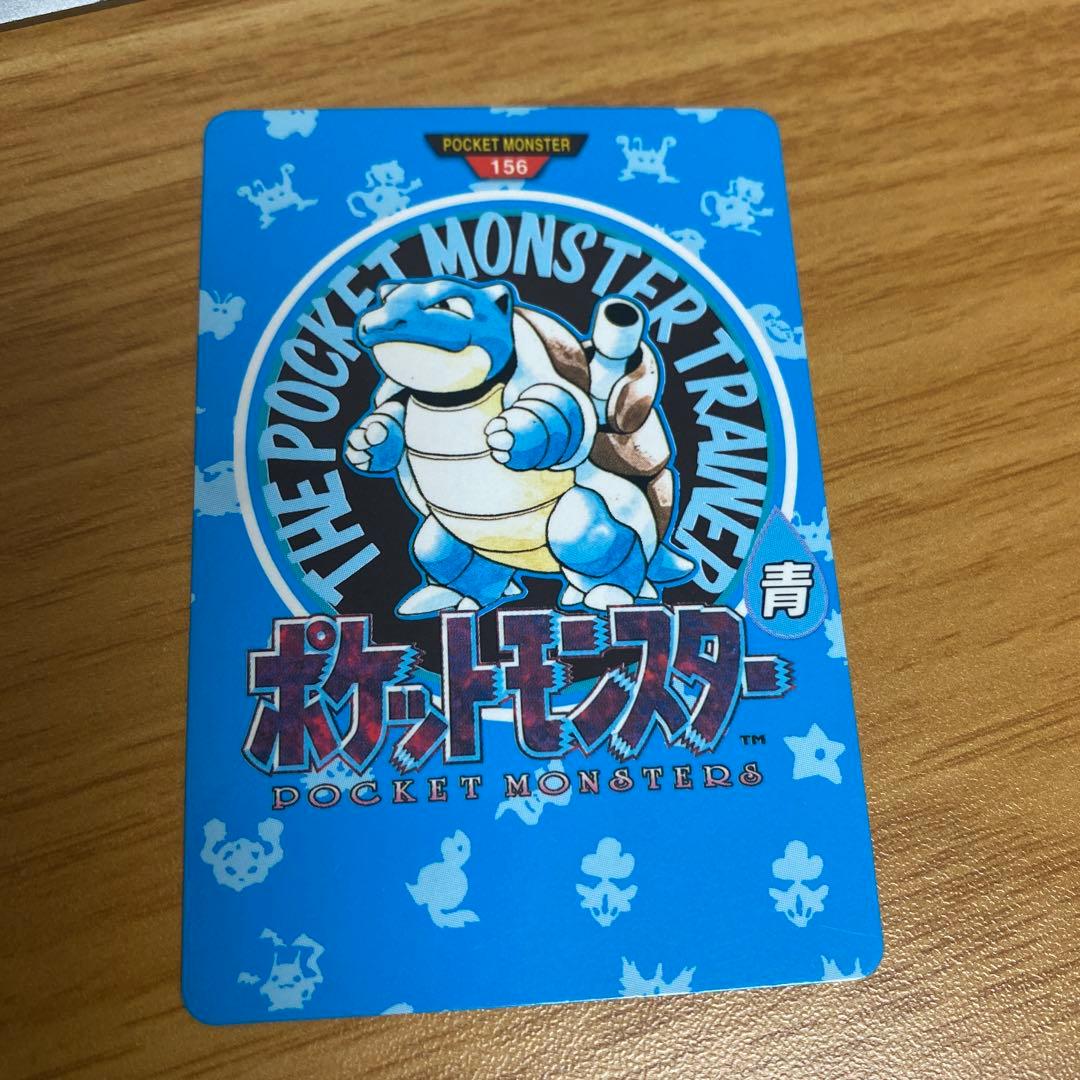 POCKET MONSTER
156
THE POCKET MONSTER TRAINER
青
ポケットモンスター
TM
POCKET MONSTERS